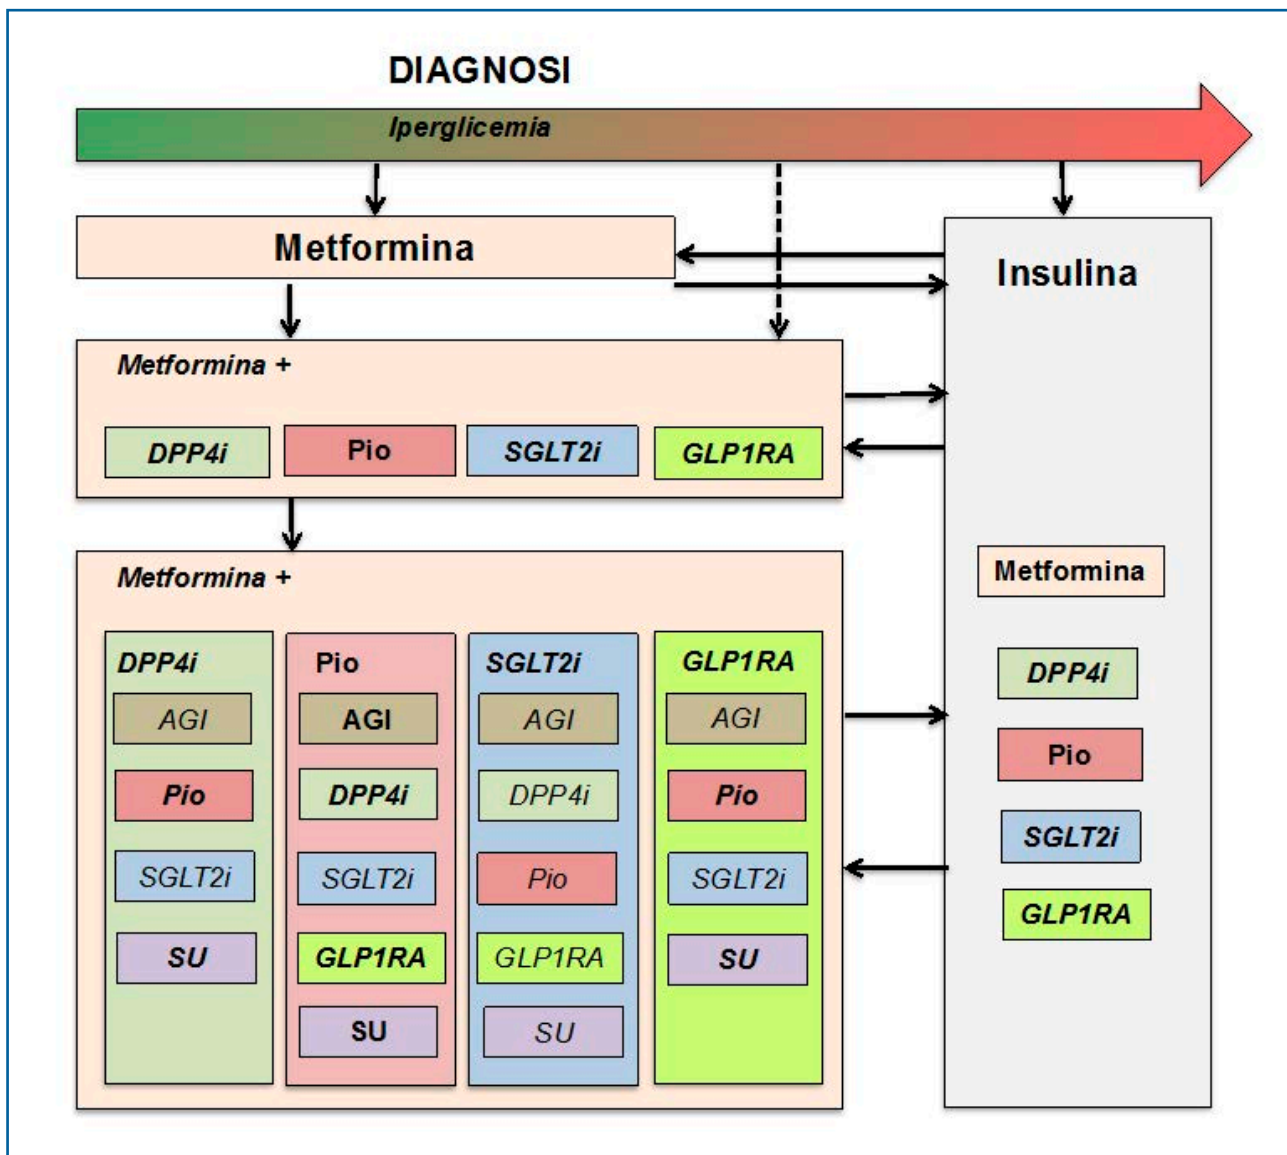 DIAGNOSI
Iperglicemia
Metformina
Insulina
Metformina +
DPP4i
Pio
SGLT2i
GLP1RA
Metformina +
DPP4i
AGI
Pio
SGLT2i
SU
Pio
AGI
DPP4i
SGLT2i
GLP1RA
SU
SGLT2i
AGI
DPP4i
Pio
GLP1RA
SU
GLP1RA
AGI
Pio
SGLT2i
SU
Metformina
DPP4i
Pio
SGLT2i
GLP1RA